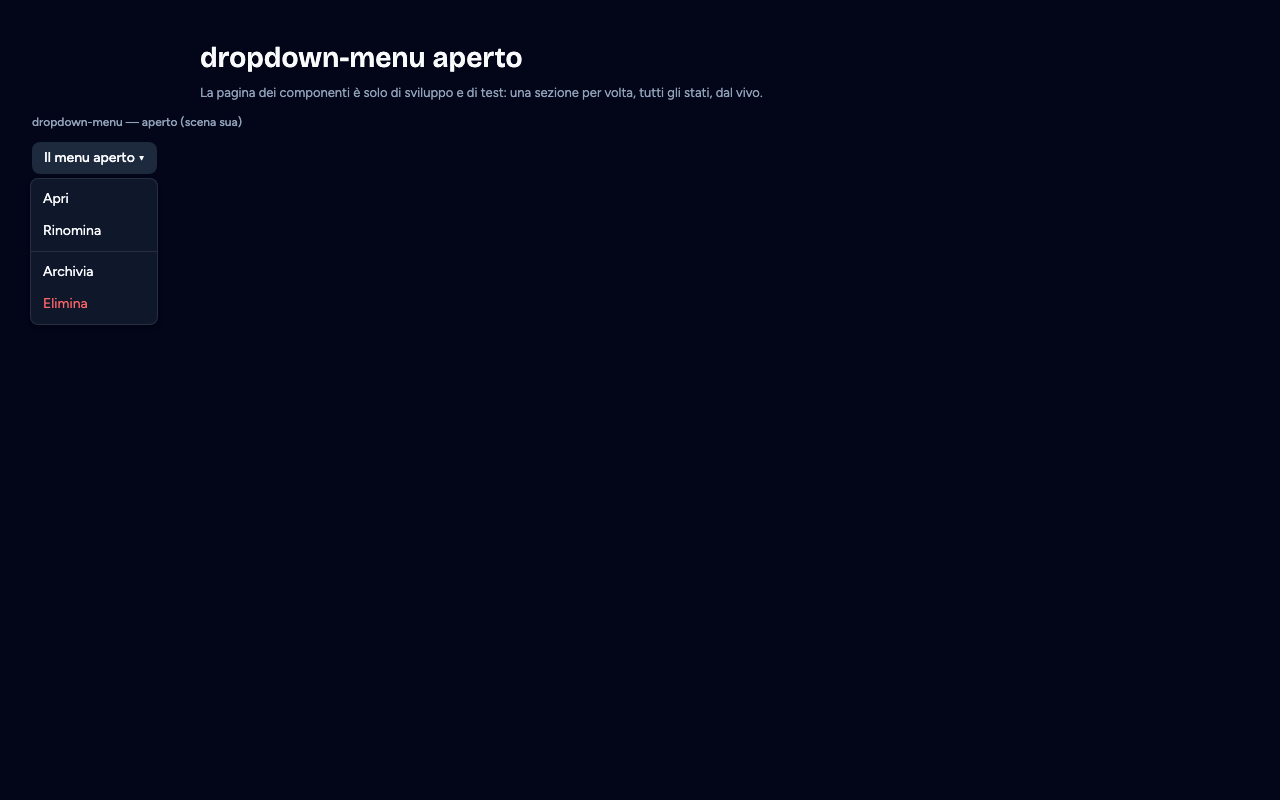 dropdown-menu aperto
La pagina dei componenti è solo di sviluppo e di test: una sezione per volta, tutti gli stati, dal vivo.
dropdown-menu — aperto (scena sua)
Il menu aperto ▾
Apri
Rinomina
Archivia
Elimina